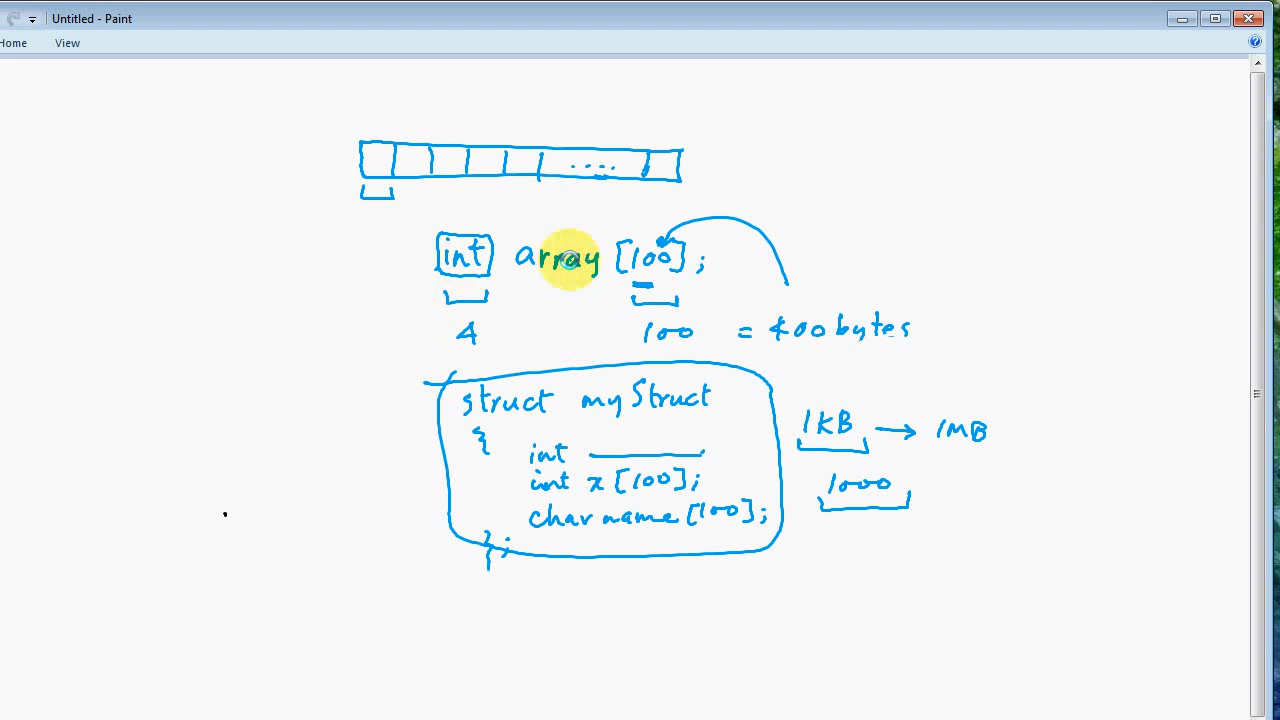 Untitled - Paint
Home View
....
int array [100];
4 100 = 400 bytes
struct myStruct
{
int
int x [100];
char name [100];
};
1KB → 1MB
1000